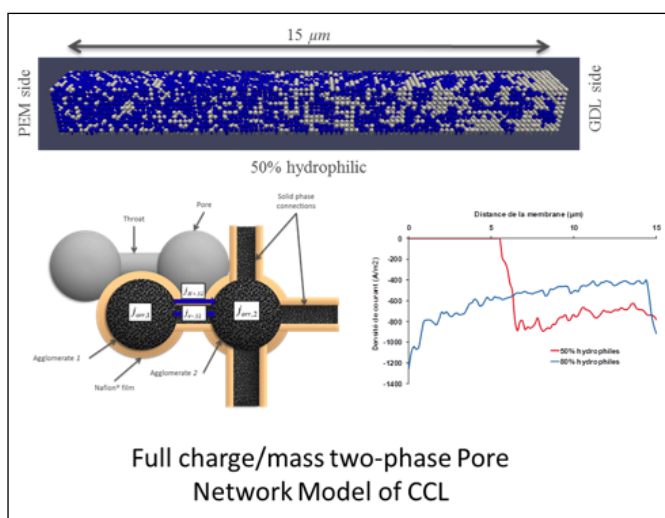 15 µm
PEM side
GDL side
50% hydrophilic
Solid phase
connections
Throat
Pore
Agglomerate 1
Nafion® film
Agglomerate 2
Distance de la membrane (µm)
0 5 10 15
Densité de courant (A/m2)
0
-200
-400
-600
-800
-1000
-1200
-1400
50% hydrophiles
80% hydrophiles
Full charge/mass two-phase Pore
Network Model of CCL